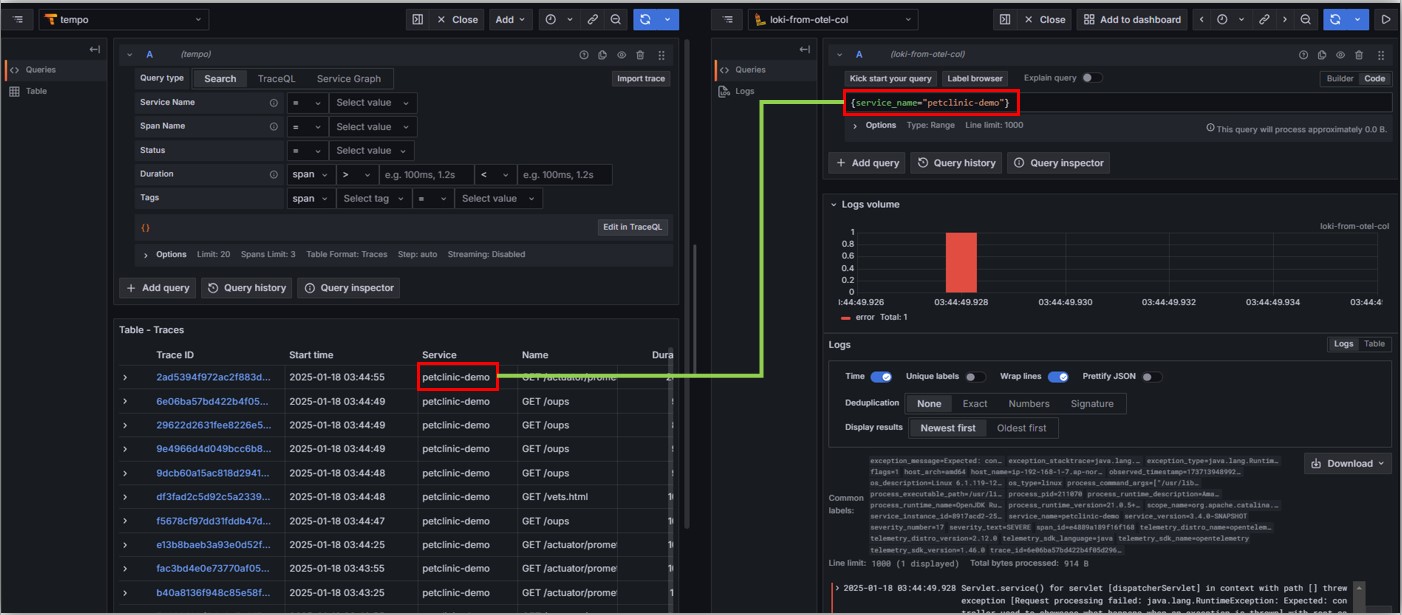 tempo
Close
Add
Queries
Table
A
(tempo)
Query type
Search
TraceQL
Service Graph
Import trace
Service Name
=
Select value
Span Name
=
Select value
Status
=
Select value
Duration
span
>
e.g. 100ms, 1.2s
<
e.g. 100ms, 1.2s
Tags
span
Select tag
=
Select value
{}
Edit in TraceQL
Options Limit: 20 Spans Limit: 3 Table Format: Traces Step: auto Streaming: Disabled
+ Add query
Query history
Query inspector
Table - Traces
Trace ID Start time Service Name Dura
2ad5394f972ac2f883d... 2025-01-18 03:44:55 petclinic-demo GET /actuator/prome
6e06ba57bd422b4f05... 2025-01-18 03:44:49 petclinic-demo GET /oups
29622d2631fee8226e5... 2025-01-18 03:44:49 petclinic-demo GET /oups
9e4966d4d049bcc6b8... 2025-01-18 03:44:49 petclinic-demo GET /oups
9dcb60a15ac818d2941... 2025-01-18 03:44:48 petclinic-demo GET /oups
df3fad2c5d92c5a2339... 2025-01-18 03:44:48 petclinic-demo GET /vets.html
f5678cf97dd31fddb47d... 2025-01-18 03:44:47 petclinic-demo GET /oups
e13b8baeb3a93e0d52f... 2025-01-18 03:44:25 petclinic-demo GET /actuator/prome
fac3bd4e0e73770af05... 2025-01-18 03:44:25 petclinic-demo GET /actuator/prome
b40a8136f948c85e58f... 2025-01-18 03:43:25 petclinic-demo GET /actuator/prome
loki-from-otel-col
Close
Add to dashboard
Queries
Logs
A
(loki-from-otel-col)
Kick start your query
Label browser
Explain query
Builder
Code
{service_name="petclinic-demo"}
Options Type: Range Line limit: 1000
This query will process approximately 0.0 B.
+ Add query
Query history
Query inspector
Logs volume
loki-from-otel-col
1
0.8
0.6
0.4
0.2
0
03:44:49.928 03:44:49.930 03:44:49.932 03:44:49.934
error Total: 1
Logs
Logs
Table
Time
Unique labels
Wrap lines
Prettify JSON
Deduplication
None
Exact
Numbers
Signature
Display results
Newest first
Oldest first
Download
Common labels:
exception_message=Expected: con... exception_stacktrace=java.lang.... exception_type=java.lang.Runtim...
flags=1 host_arch=amd64 host_name=ip-192-168-1-7.ap-nor... observed_timestamp=173713948992...
os_description=Linux 6.1.119-12... os_type=linux process_command_args=["/usr/lib...
process_executable_path=/usr/li... process_pid=211070 process_runtime_description=Ama...
process_runtime_name=OpenJDK Ru... process_runtime_version=21.0.5+... scope_name=org.apache.catalina....
service_instance_id=8917acd2-25... service_name=petclinic-demo service_version=3.4.0-SNAPSHOT
severity_number=17 severity_text=SEVERE span_id=e4889a189f16f168 telemetry_distro_name=opentelem...
telemetry_distro_version=2.12.0 telemetry_sdk_language=java telemetry_sdk_name=opentelemetry
telemetry_sdk_version=1.46.0 trace_id=6e06ba57bd422b4f05d296...
Line limit: 1000 (1 displayed) Total bytes processed: 914 B
2025-01-18 03:44:49.928 Servlet.service() for servlet [dispatcherServlet] in context with path [] threw
exception [Request processing failed: java.lang.RuntimeException: Expected: con